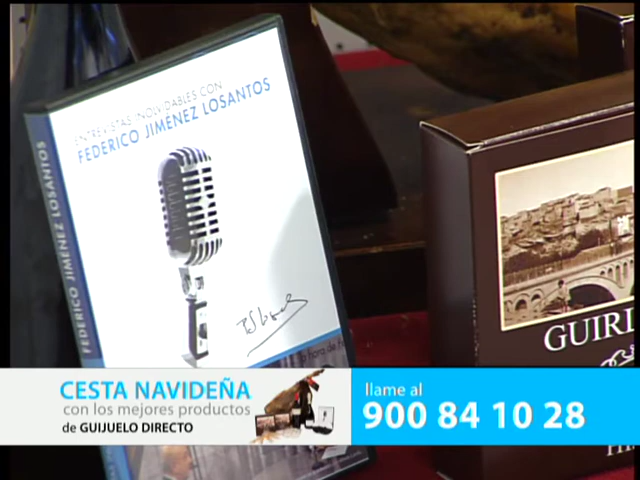 ENTREVISTAS INOLVIDABLES CON
FEDERICO JIMENEZ LOSANTOS
FEDERICO JIMENEZ LOSANTOS
GUIRL
CESTA NAVIDEÑA
con los mejores productos
de GUIJUELO DIRECTO
llame al
900 84 10 28